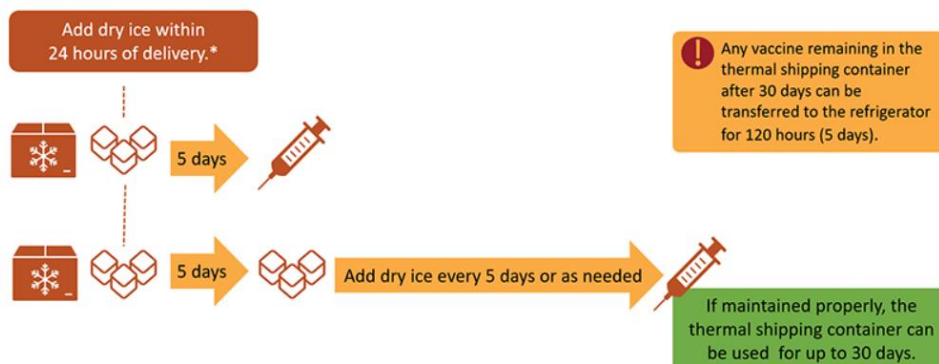 Add dry ice within
24 hours of delivery.*
Any vaccine remaining in the
thermal shipping container
after 30 days can be
transferred to the refrigerator
for 120 hours (5 days).
5 days
5 days
Add dry ice every 5 days or as needed
If maintained properly, the
thermal shipping container can
be used for up to 30 days.